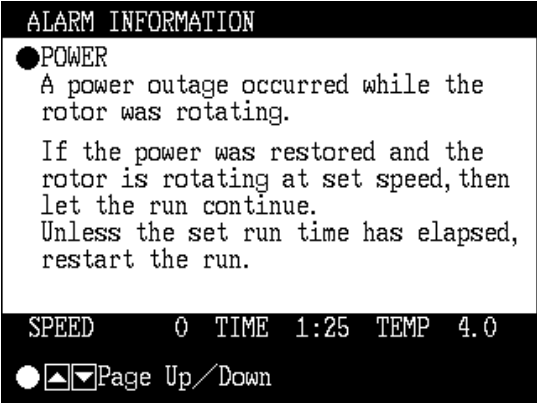 ALARM INFORMATION
●POWER
A power outage occurred while the
rotor was rotating.
If the power was restored and the
rotor is rotating at set speed, then
let the run continue.
Unless the set run time has elapsed,
restart the run.
SPEED 0 TIME 1:25 TEMP 4.0
●▲▼Page Up/Down